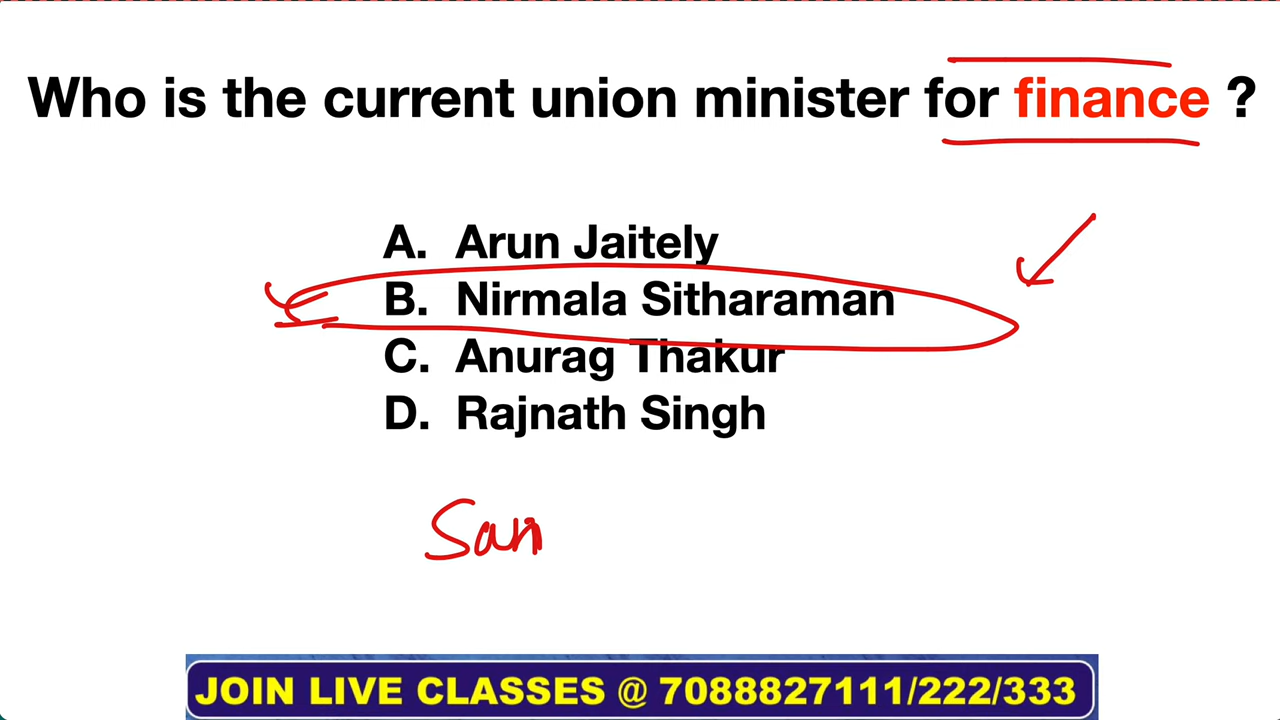 Who is the current union minister for finance ?
A. Arun Jaitely
B. Nirmala Sitharaman
C. Anurag Thakur
D. Rajnath Singh
San
JOIN LIVE CLASSES @ 7088827111/222/333